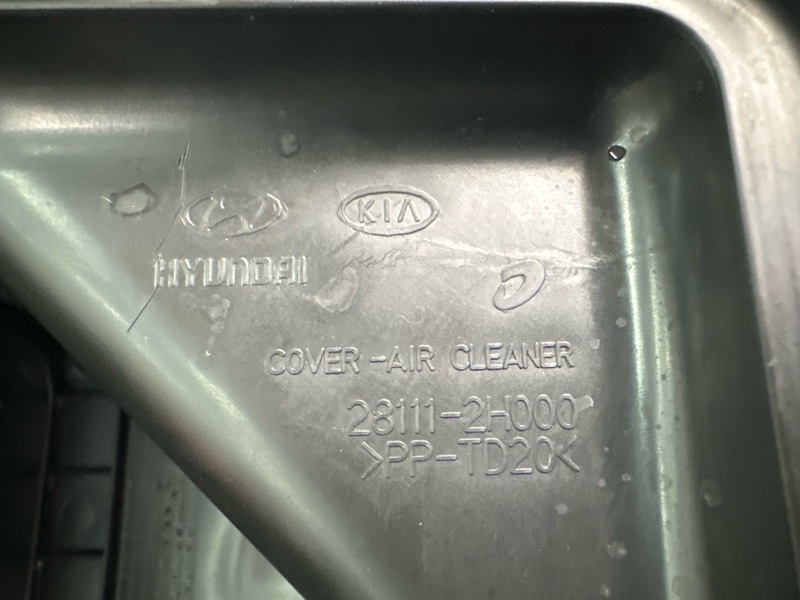 KIA
HYUNDAI
D
COVER-AIR CLEANER
28111-2H000
>PP-TD20<